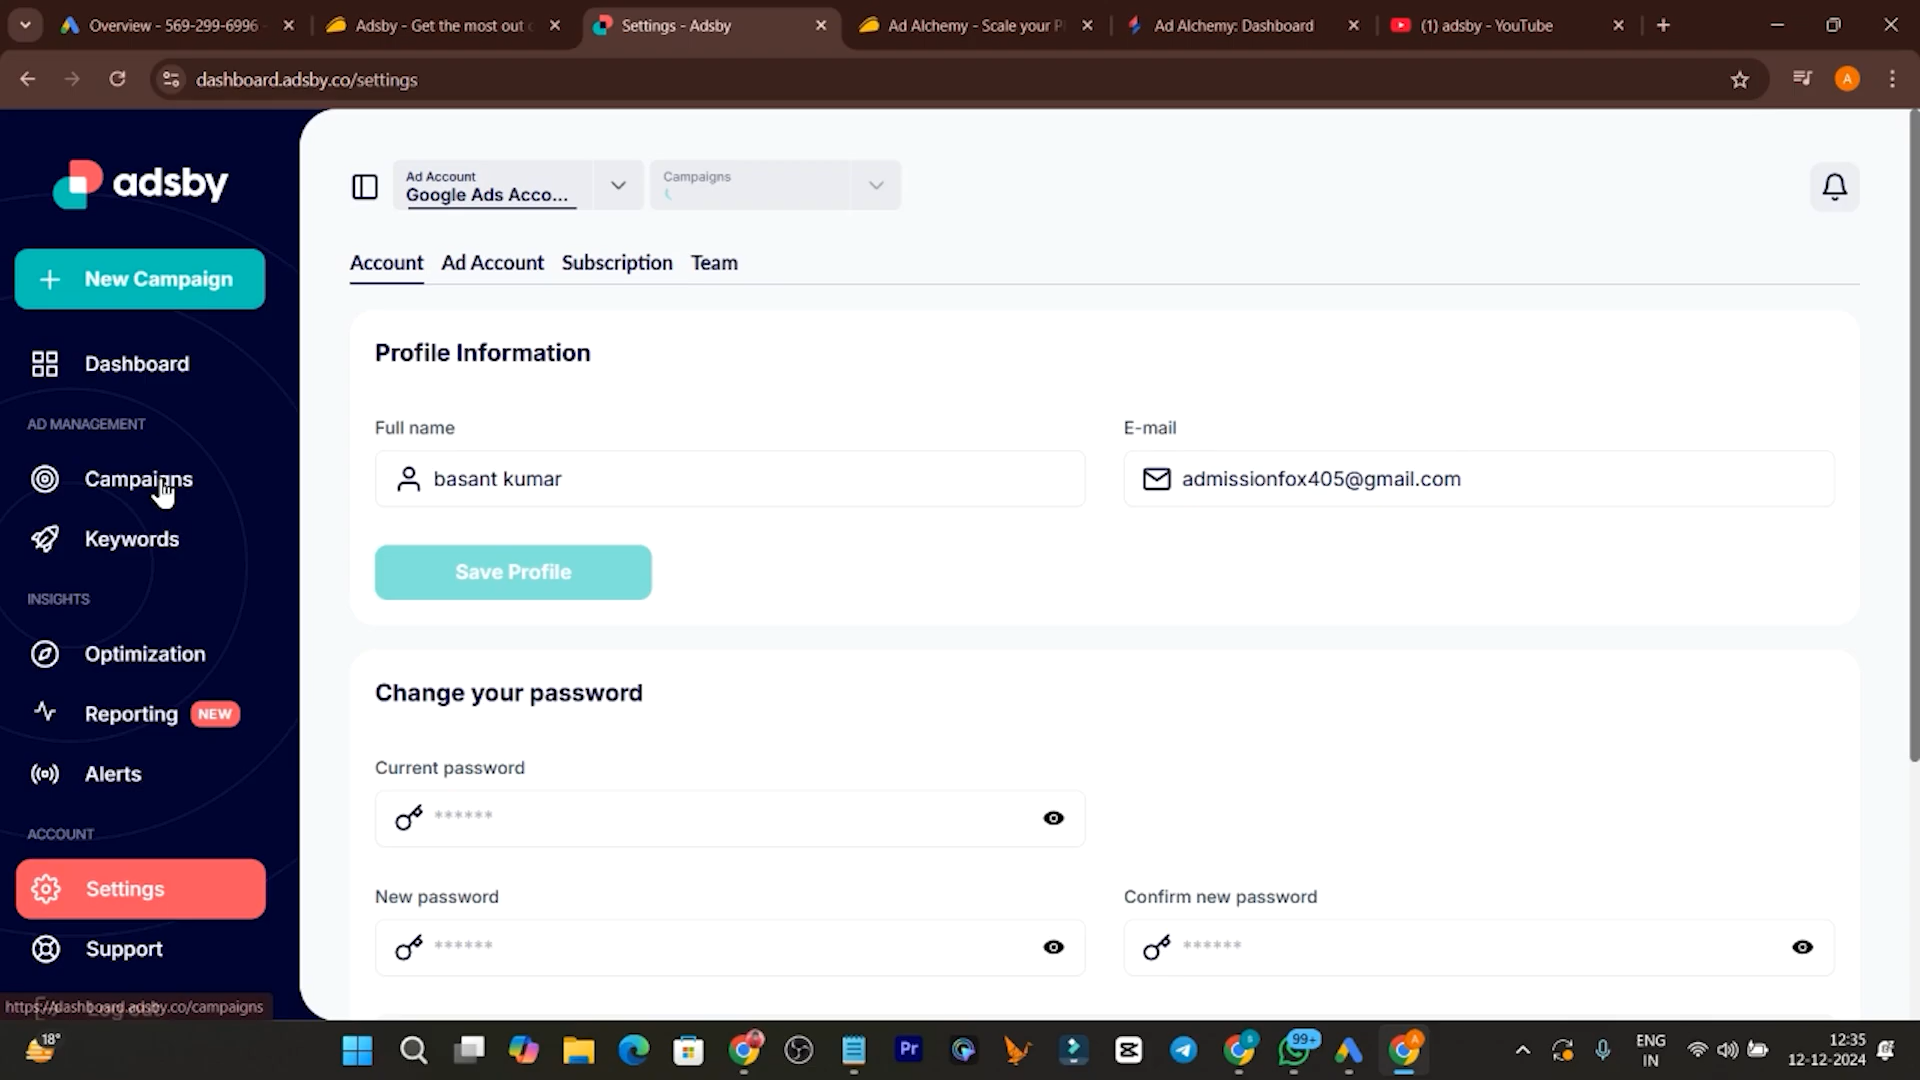 Overview - 569-299-6996
Adsby - Get the most out o
Settings - Adsby
Ad Alchemy - Scale your P
Ad Alchemy: Dashboard
(1) adsby - YouTube
dashboard.adsby.co/settings
A
adsby
Ad Account
Google Ads Acco...
Campaigns
New Campaign
Account
Ad Account
Subscription
Team
Profile Information
Dashboard
AD MANAGEMENT
Full name
E-mail
Campaigns
basant kumar
admissionfox405@gmail.com
Keywords
Save Profile
INSIGHTS
Optimization
Change your password
Reporting NEW
Current password
Alerts
******
ACCOUNT
Settings
New password
Confirm new password
Support
******
******
https://dashboard.adsby.co/campaigns
Log out
18°
Pr
99+
ENG
IN
12:35
12-12-2024